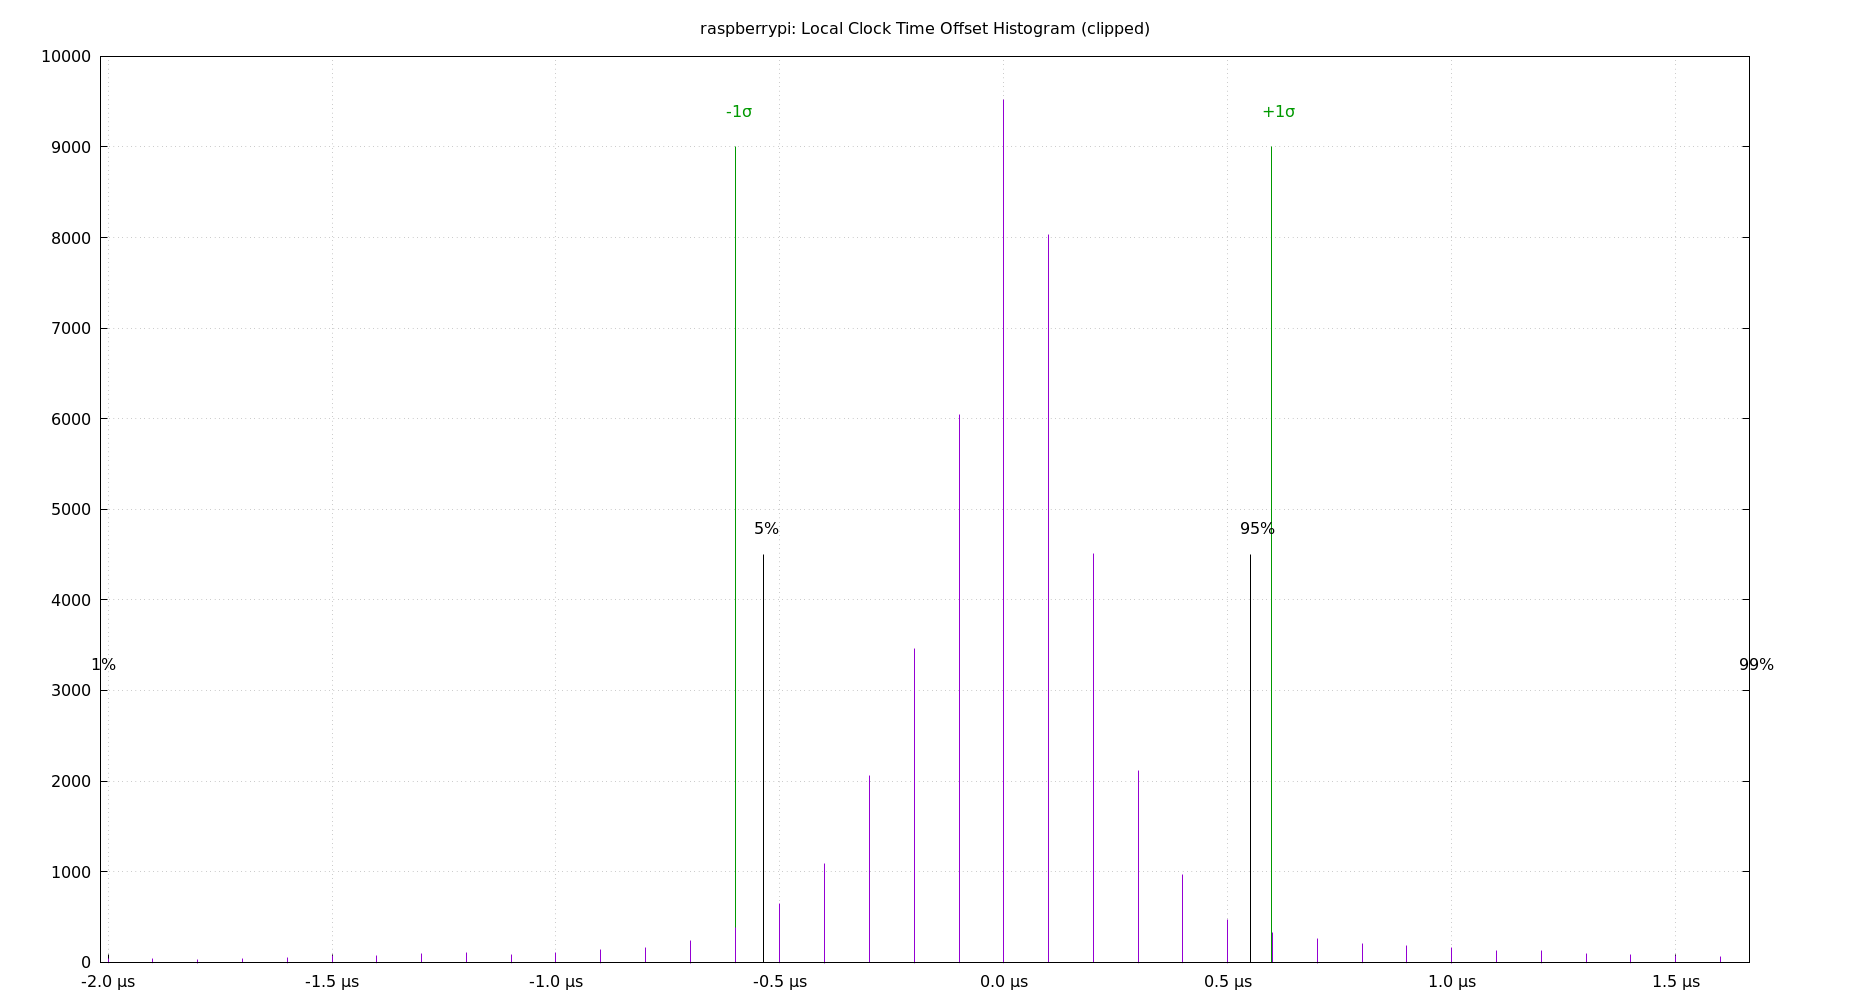 raspberrypi: Local Clock Time Offset Histogram (clipped)
10000
-1σ
+1σ
9000
8000
7000
6000
5000
5%
95%
4000
1%
99%
3000
2000
1000
0
-2.0 µs
-1.5 µs
-1.0 µs
-0.5 µs
0.0 µs
0.5 µs
1.0 µs
1.5 µs